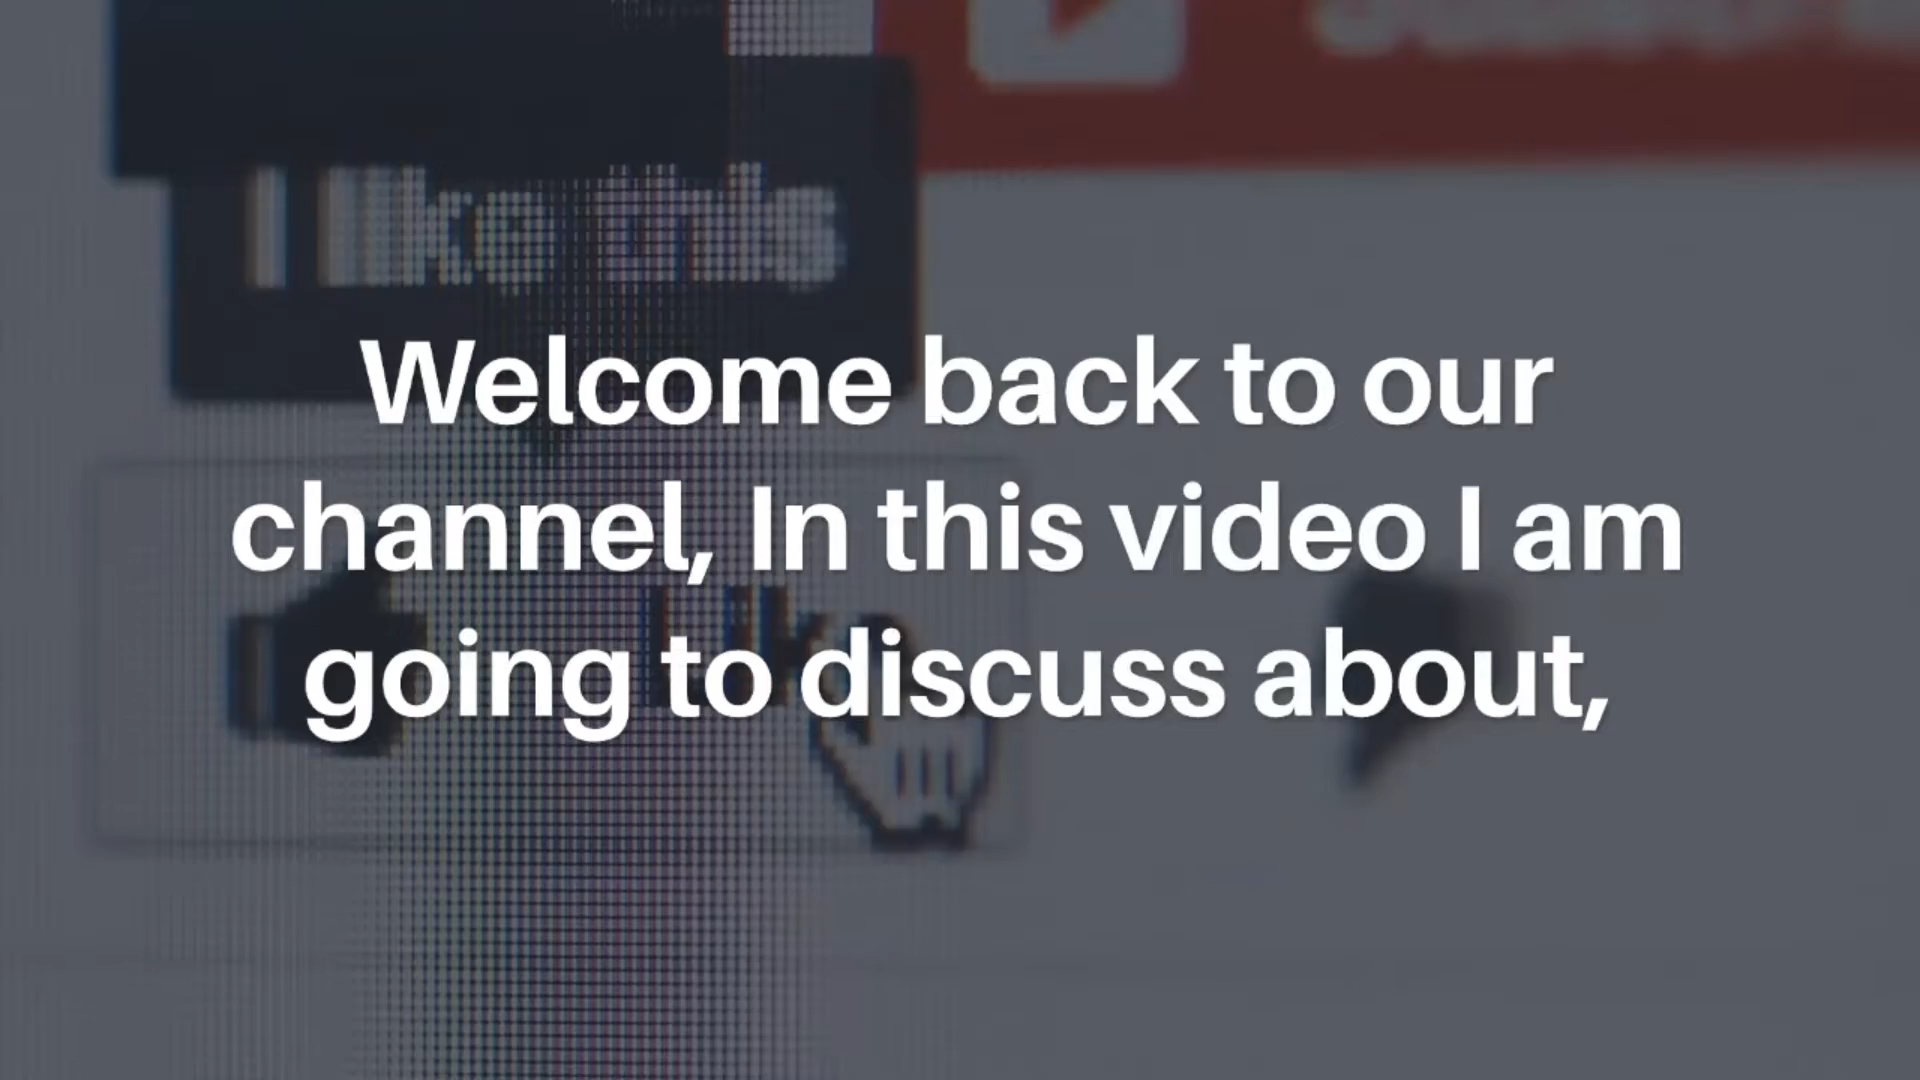 I like this
Welcome back to our
channel, In this video I am
going to discuss about,